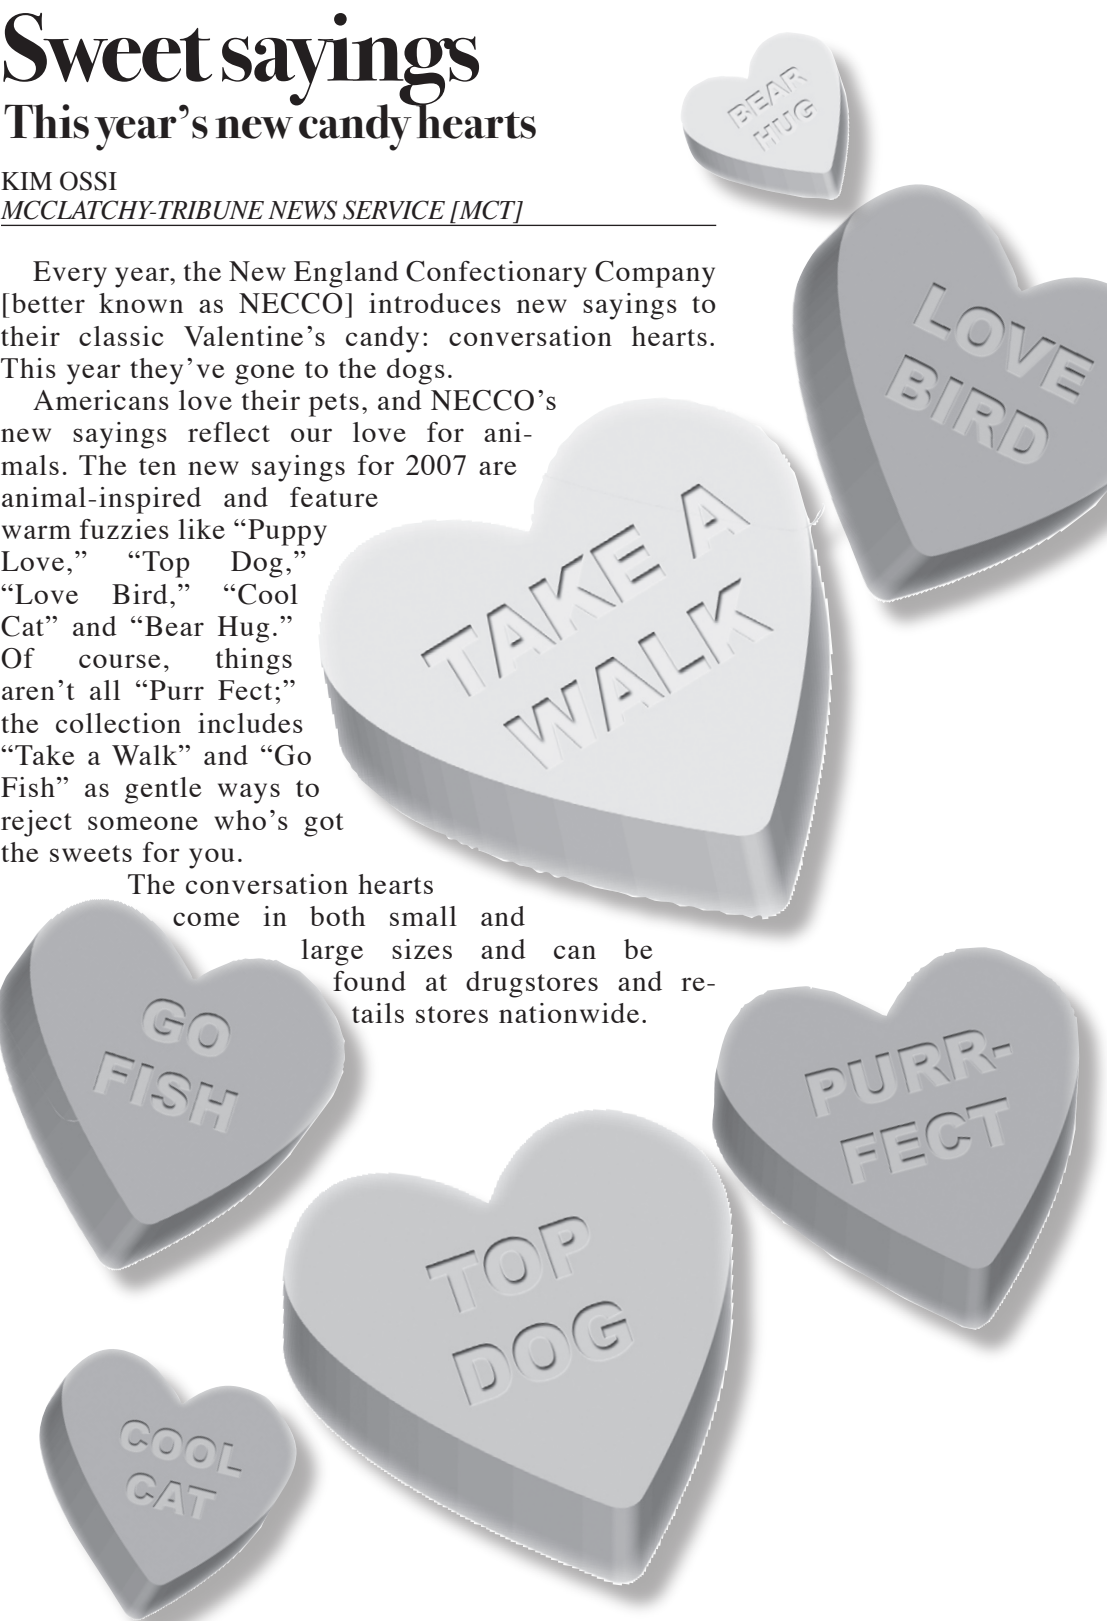 Sweet sayings
This year’s new candy hearts
KIM OSSI
MCCLATCHY-TRIBUNE NEWS SERVICE [MCT]
Every year, the New England Confectionary Company
[better known as NECCO] introduces new sayings to
their classic Valentine’s candy: conversation hearts.
This year they’ve gone to the dogs.
Americans love their pets, and NECCO’s
new sayings reflect our love for ani-
mals. The ten new sayings for 2007 are
animal-inspired and feature
warm fuzzies like “Puppy
Love,” “Top Dog,”
“Love Bird,” “Cool
Cat” and “Bear Hug.”
Of course, things
aren’t all “Purr Fect;”
the collection includes
“Take a Walk” and “Go
Fish” as gentle ways to
reject someone who’s got
the sweets for you.
The conversation hearts
come in both small and
large sizes and can be
found at drugstores and re-
tails stores nationwide.
BEAR
HUG
LOVE
BIRD
TAKE A
WALK
GO
FISH
PURR-
FECT
TOP
DOG
COOL
CAT